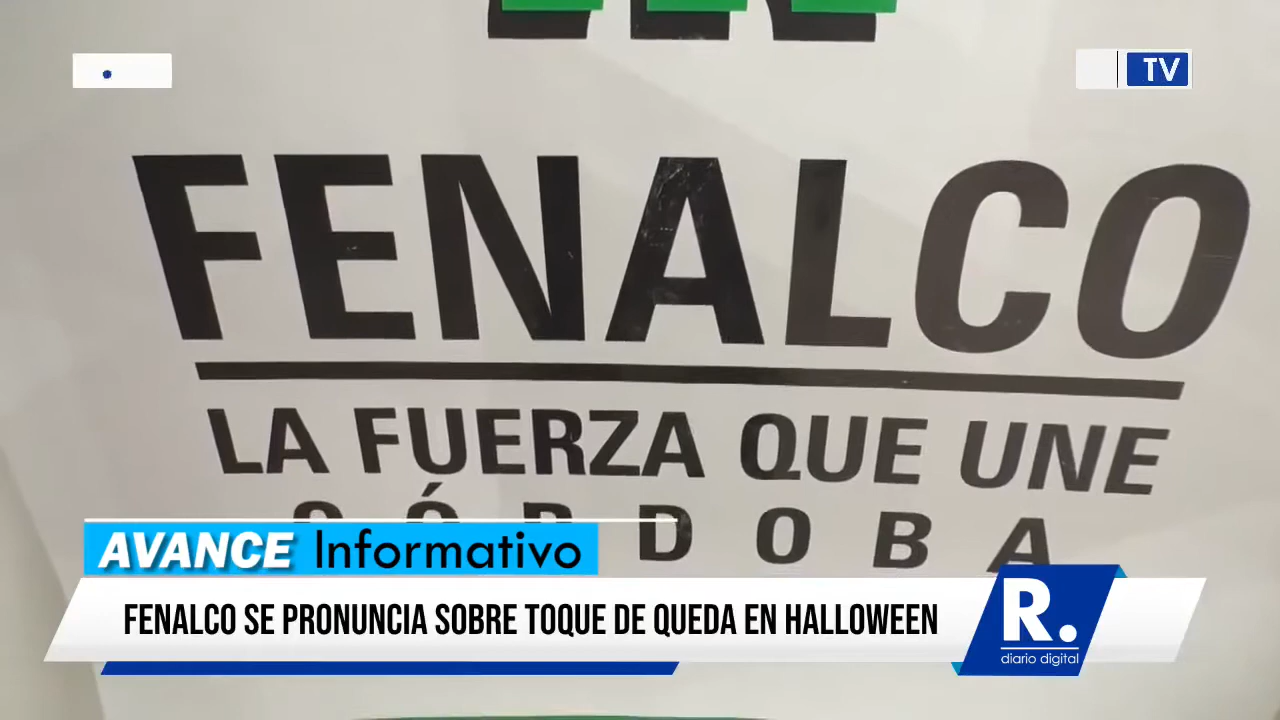 TV
FENALCO
LA FUERZA QUE UNE
CÓRDOBA
AVANCE Informativo
FENALCO SE PRONUNCIA SOBRE TOQUE DE QUEDA EN HALLOWEEN
R.
diario digital